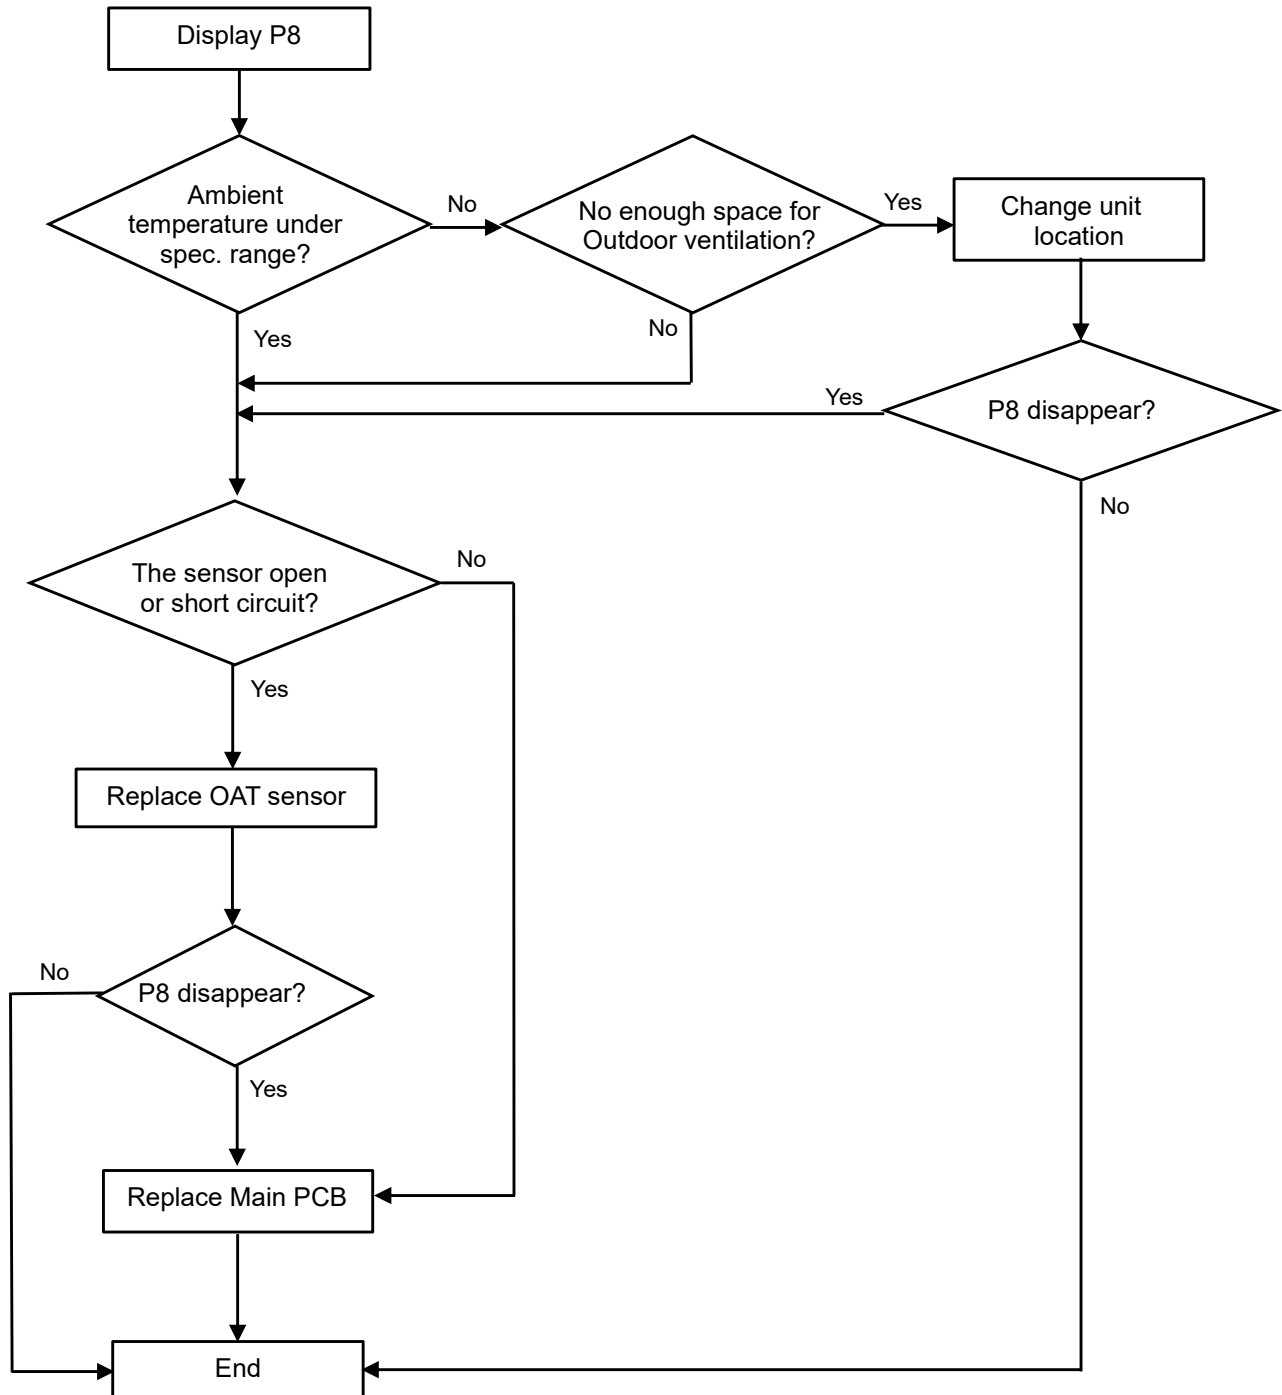 Display P8
Ambient
temperature under
spec. range?
No
No enough space for
Outdoor ventilation?
Yes
Change unit
location
Yes
No
Yes
P8 disappear?
No
The sensor open
or short circuit?
No
Yes
Replace OAT sensor
No
P8 disappear?
Yes
Replace Main PCB
End